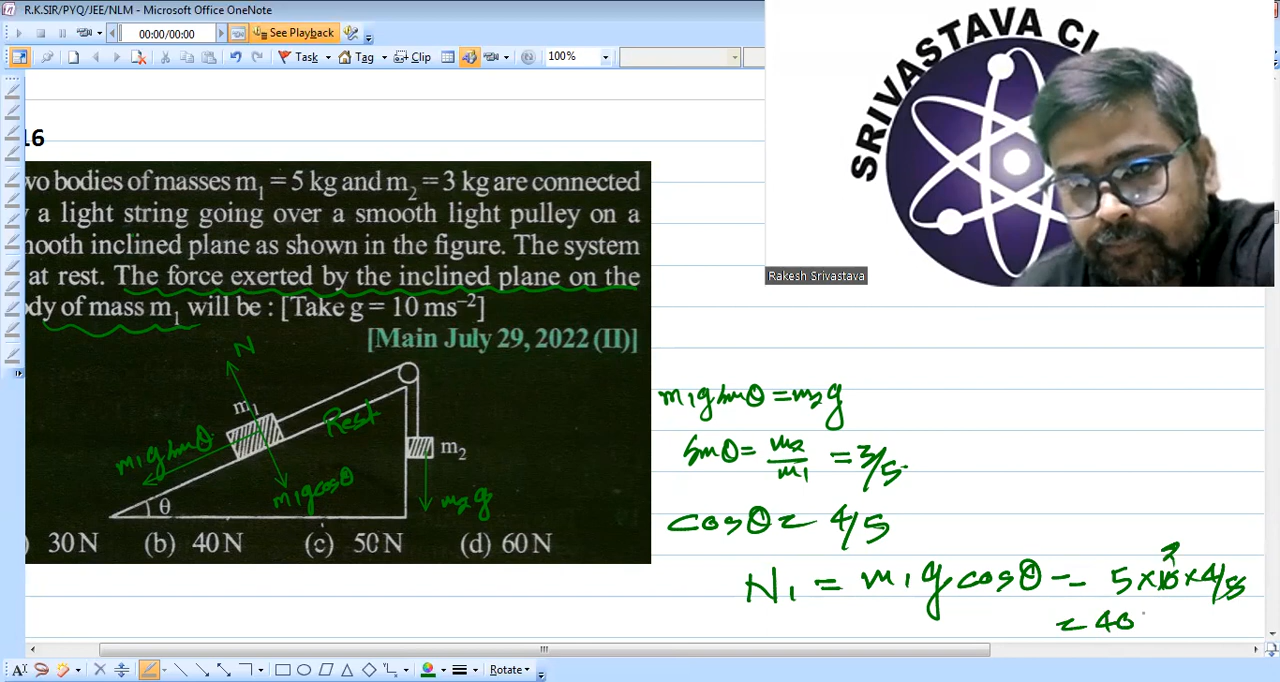 R.K.SIR/PYQ/JEE/NLM - Microsoft Office OneNote
00:00/00:00
See Playback
Task
Tag
Clip
100%
SRIVASTAVA CL
Rakesh Srivastava
16
wo bodies of masses m₁ = 5 kg and m₂ = 3 kg are connected
y a light string going over a smooth light pulley on a
mooth inclined plane as shown in the figure. The system
at rest. The force exerted by the inclined plane on the
dy of mass m₁ will be : [Take g = 10 ms⁻²]
[Main July 29, 2022 (II)]
N
m₁
Rest
m₁g sinθ
m₂
θ
m₁g cosθ
m₂g
) 30 N (b) 40 N (c) 50 N (d) 60 N
m₁g sinθ = m₂g
sinθ = m₂/m₁ = 3/5
cosθ = 4/5
N₁ = m₁g cosθ = 5×10×4/5
= 40
Rotate